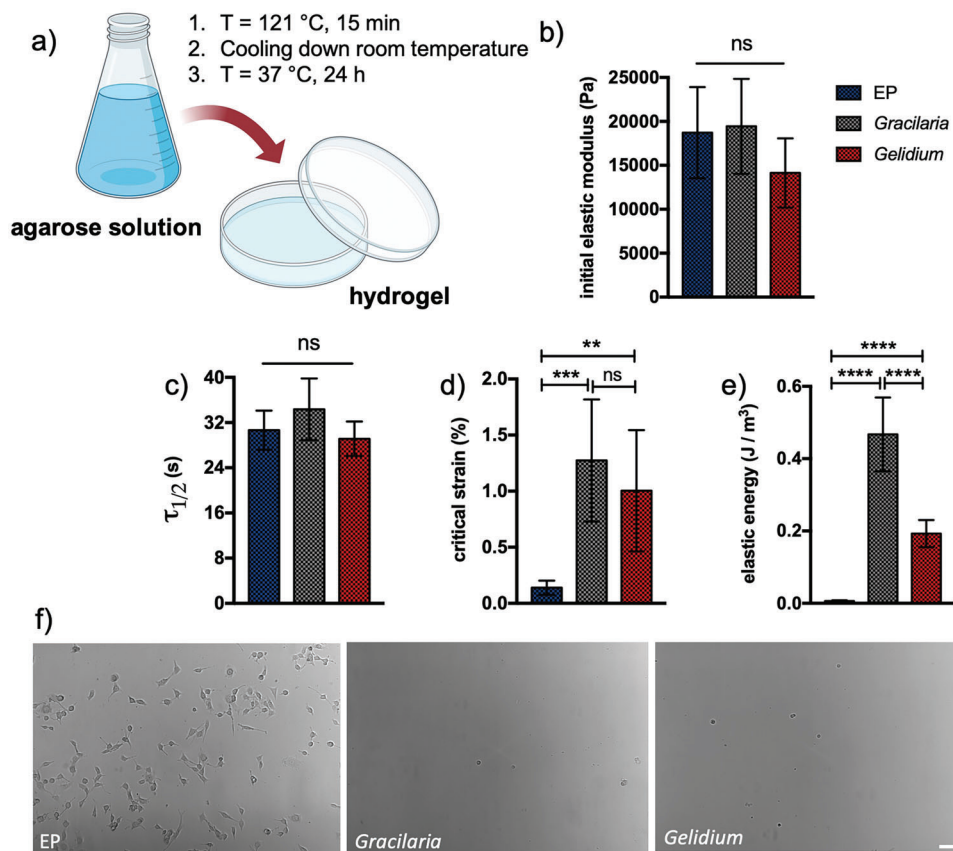 a)
1. T = 121 °C, 15 min
2. Cooling down room temperature
3. T = 37 °C, 24 h
agarose solution
hydrogel
b)
ns
25000
20000
15000
10000
5000
0
initial elastic modulus (Pa)
EP
Gracilaria
Gelidium
c)
ns
40
32
24
16
8
0
τ1/2 (s)
d)
**
***
ns
2.0
1.5
1.0
0.5
0.0
critical strain (%)
e)
****
****
****
0.6
0.4
0.2
0.0
elastic energy (J / m³)
f)
EP
Gracilaria
Gelidium